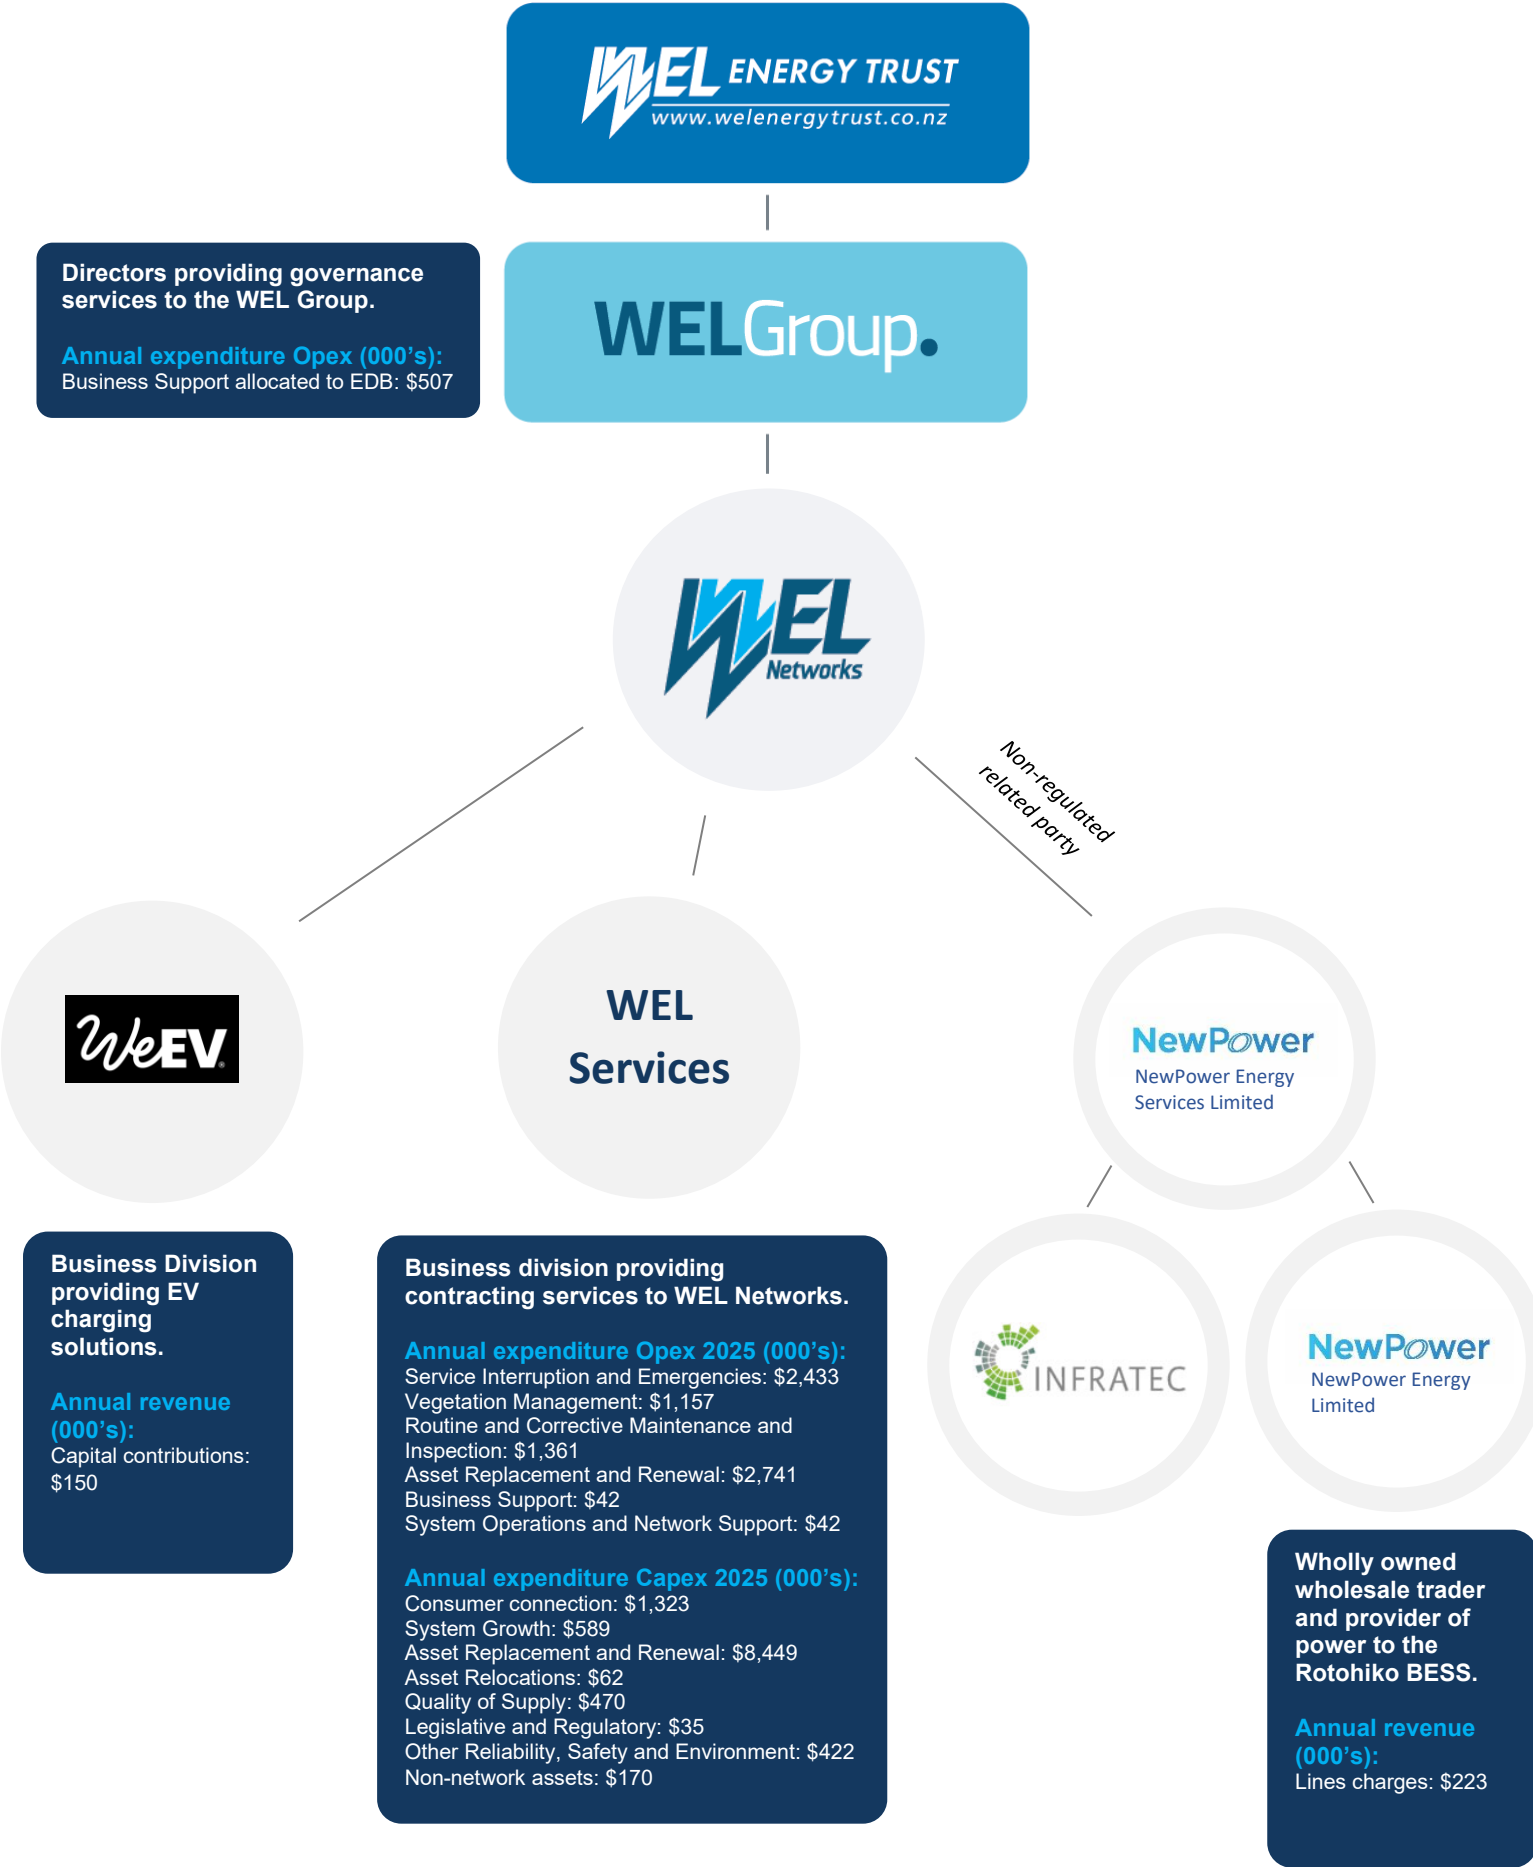 WEL ENERGY TRUST
www.welenergytrust.co.nz
Directors providing governance
services to the WEL Group.
Annual expenditure Opex (000’s):
Business Support allocated to EDB: $507
WELGroup.
WEL
Networks
Non-regulated
related party
WeEV
WEL
Services
NewPower
NewPower Energy
Services Limited
INFRATEC
NewPower
NewPower Energy
Limited
Business Division
providing EV
charging
solutions.
Annual revenue
(000’s):
Capital contributions:
$150
Business division providing
contracting services to WEL Networks.
Annual expenditure Opex 2025 (000’s):
Service Interruption and Emergencies: $2,433
Vegetation Management: $1,157
Routine and Corrective Maintenance and
Inspection: $1,361
Asset Replacement and Renewal: $2,741
Business Support: $42
System Operations and Network Support: $42
Annual expenditure Capex 2025 (000’s):
Consumer connection: $1,323
System Growth: $589
Asset Replacement and Renewal: $8,449
Asset Relocations: $62
Quality of Supply: $470
Legislative and Regulatory: $35
Other Reliability, Safety and Environment: $422
Non-network assets: $170
Wholly owned
wholesale trader
and provider of
power to the
Rotohiko BESS.
Annual revenue
(000’s):
Lines charges: $223